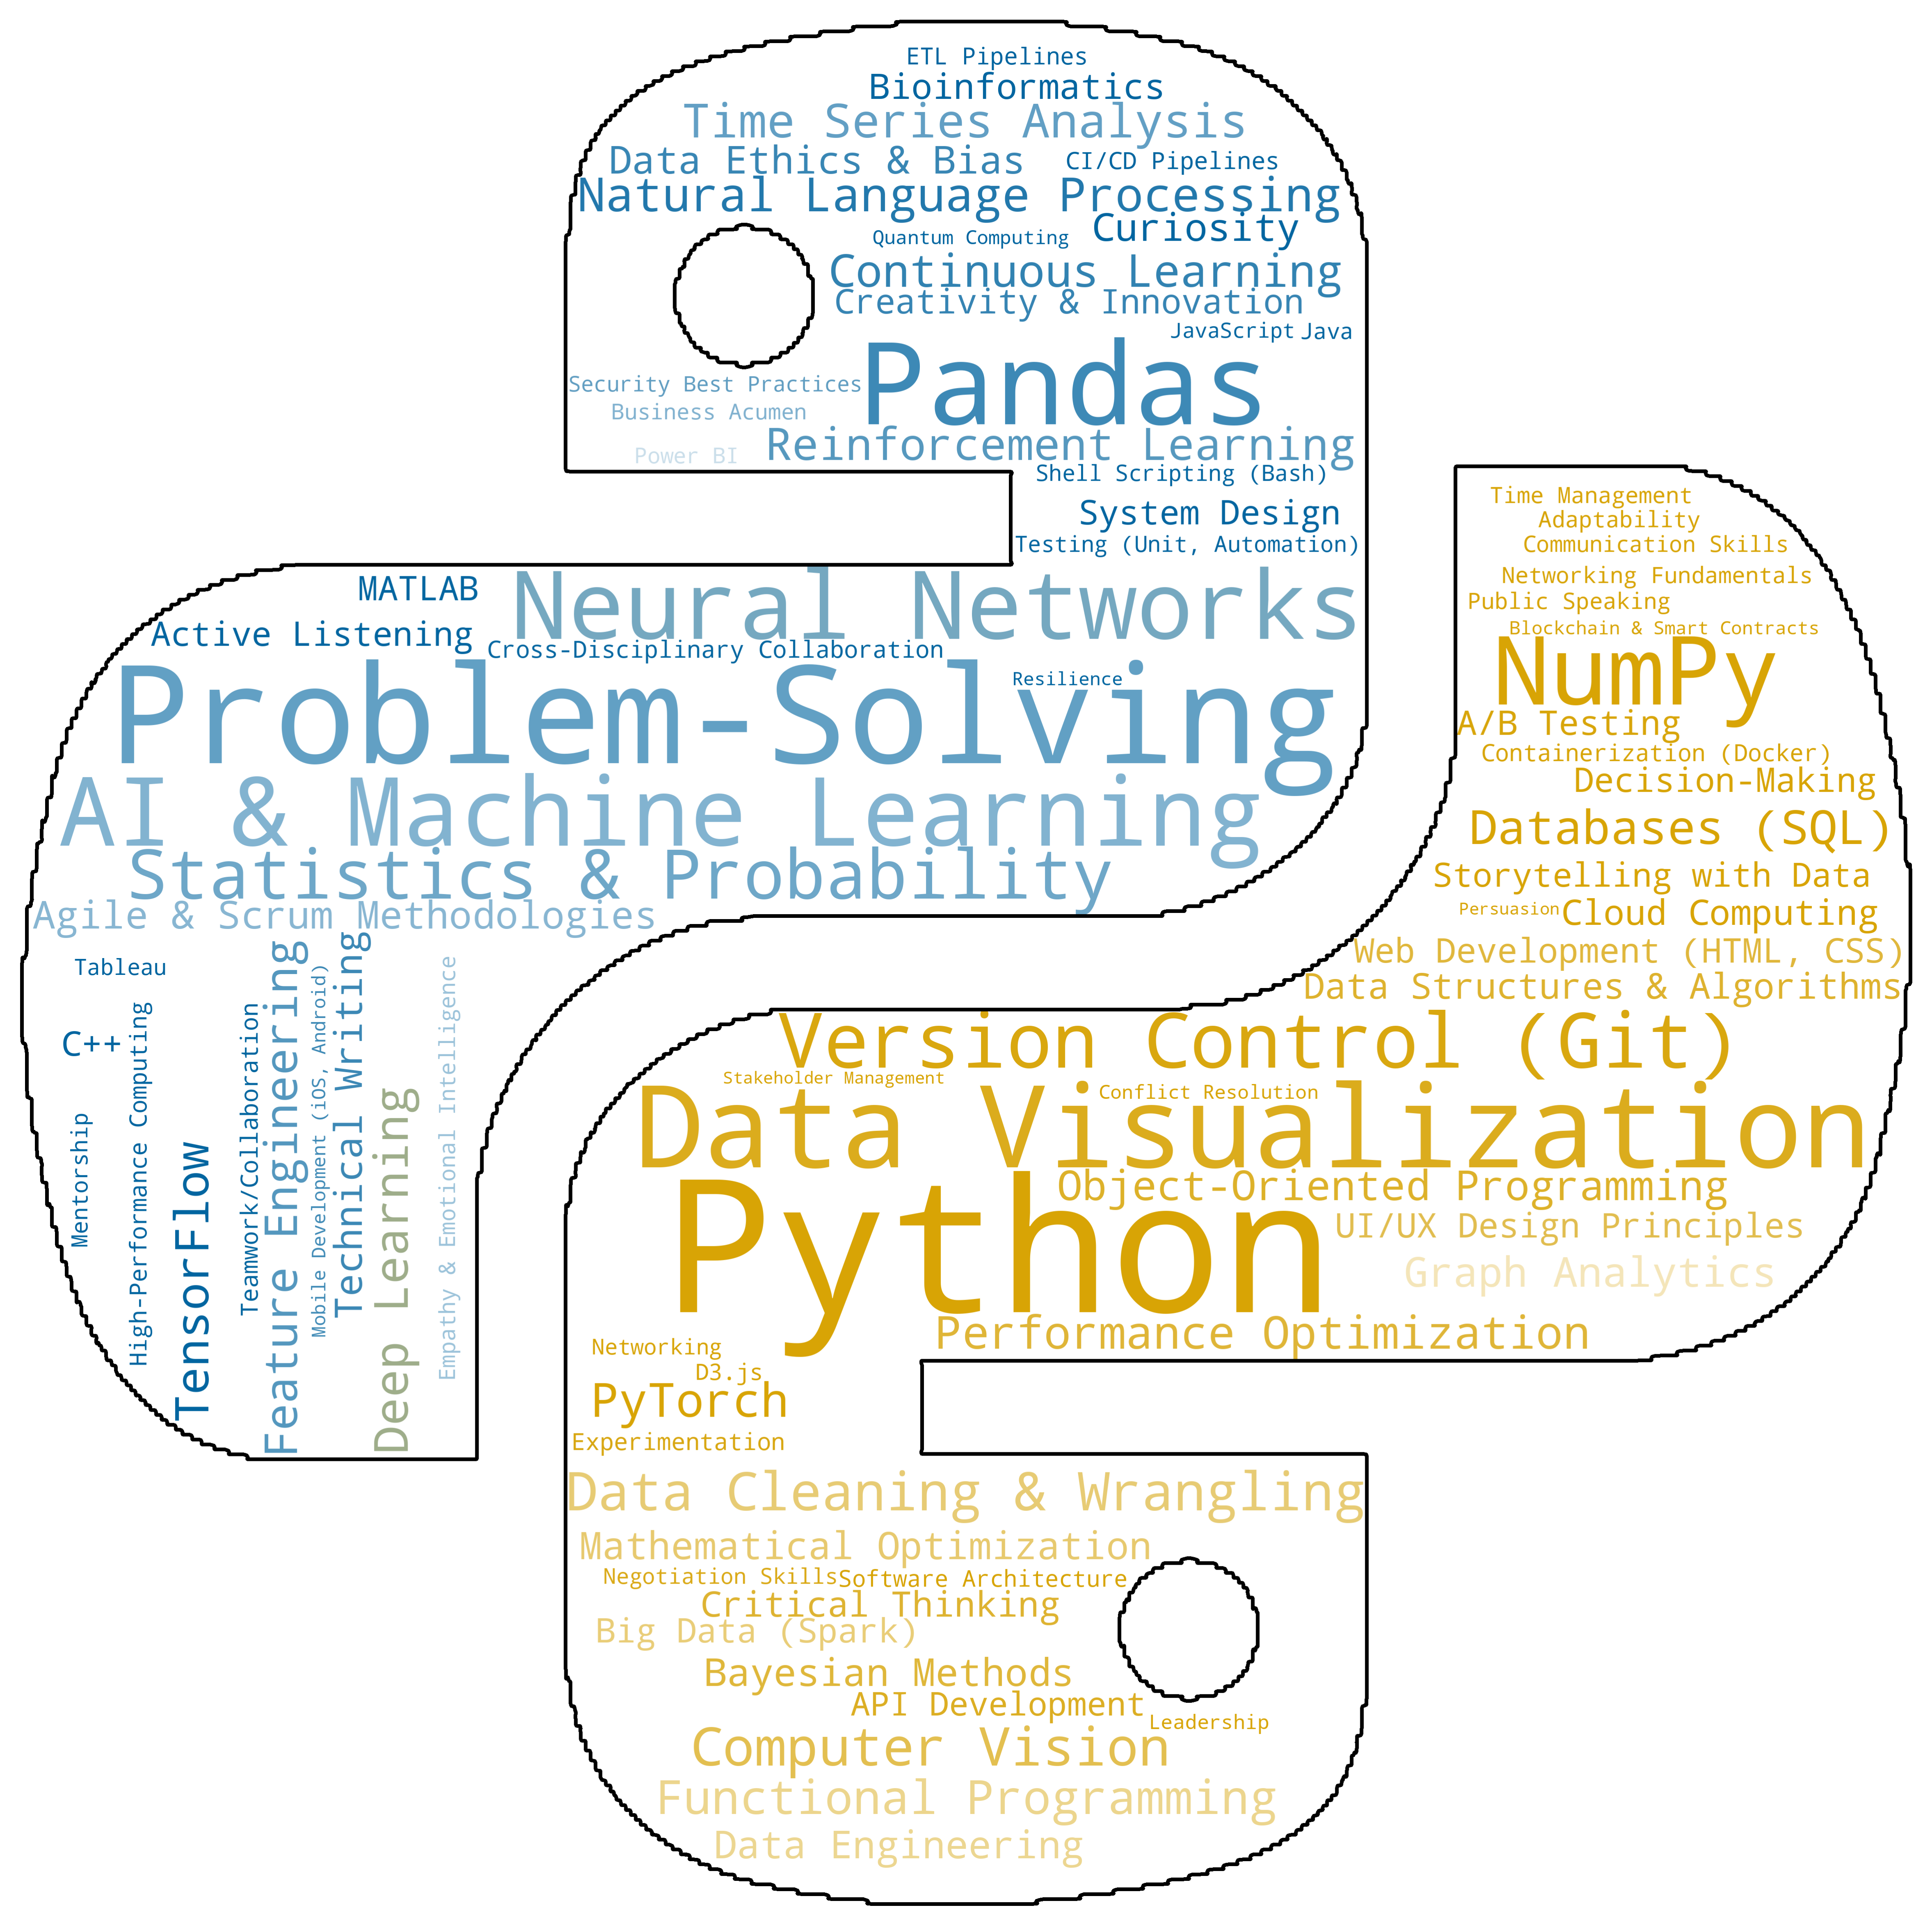 ETL Pipelines
Bioinformatics
Time Series Analysis
Data Ethics & Bias
CI/CD Pipelines
Natural Language Processing
Curiosity
Quantum Computing
Continuous Learning
Creativity & Innovation
JavaScript
Java
Pandas
Security Best Practices
Business Acumen
Reinforcement Learning
Power BI
Shell Scripting (Bash)
System Design
Testing (Unit, Automation)
MATLAB
Neural Networks
Active Listening
Cross-Disciplinary Collaboration
Resilience
Problem-Solving
AI & Machine Learning
Statistics & Probability
Agile & Scrum Methodologies
Tableau
C++
Mentorship
High-Performance Computing
TensorFlow
Teamwork/Collaboration
Feature Engineering
Mobile Development (iOS, Android)
Technical Writing
Deep Learning
Empathy & Emotional Intelligence
Time Management
Adaptability
Communication Skills
Networking Fundamentals
Public Speaking
Blockchain & Smart Contracts
NumPy
A/B Testing
Containerization (Docker)
Decision-Making
Databases (SQL)
Storytelling with Data
Persuasion
Cloud Computing
Web Development (HTML, CSS)
Data Structures & Algorithms
Version Control (Git)
Stakeholder Management
Conflict Resolution
Data Visualization
Object-Oriented Programming
Python
UI/UX Design Principles
Graph Analytics
Performance Optimization
Networking
D3.js
PyTorch
Experimentation
Data Cleaning & Wrangling
Mathematical Optimization
Negotiation Skills
Software Architecture
Critical Thinking
Big Data (Spark)
Bayesian Methods
API Development
Leadership
Computer Vision
Functional Programming
Data Engineering